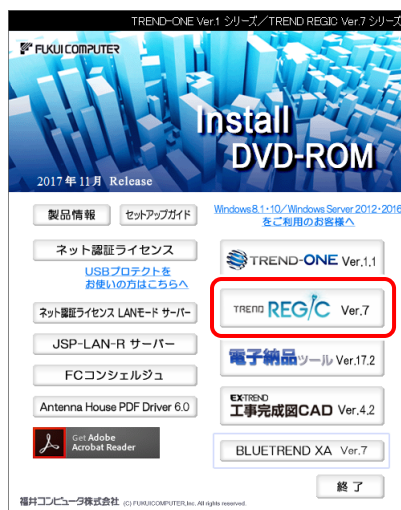 TREND-ONE Ver.1 シリーズ/TREND REGIC Ver.7 シリーズ
FUKUI COMPUTER
Install
DVD-ROM
2017年11月 Release
製品情報
セットアップガイド
Windows8.1・10/Windows Server 2012・2016
をご利用のお客様へ
ネット認証ライセンス
USBプロテクトを
お使いの方はこちらへ
TREND-ONE Ver.1.1
ネット認証ライセンス LANモード サーバー
TREND REGIC Ver.7
JSP-LAN-R サーバー
電子納品ツール Ver.17.2
FCコンシェルジュ
EX-TREND
工事完成図CAD Ver.4.2
Antenna House PDF Driver 6.0
Get Adobe
Acrobat Reader
BLUETREND XA Ver.7
終了
福井コンピュータ株式会社 (C) FUKUICOMPUTER,Inc. All rights reserved.